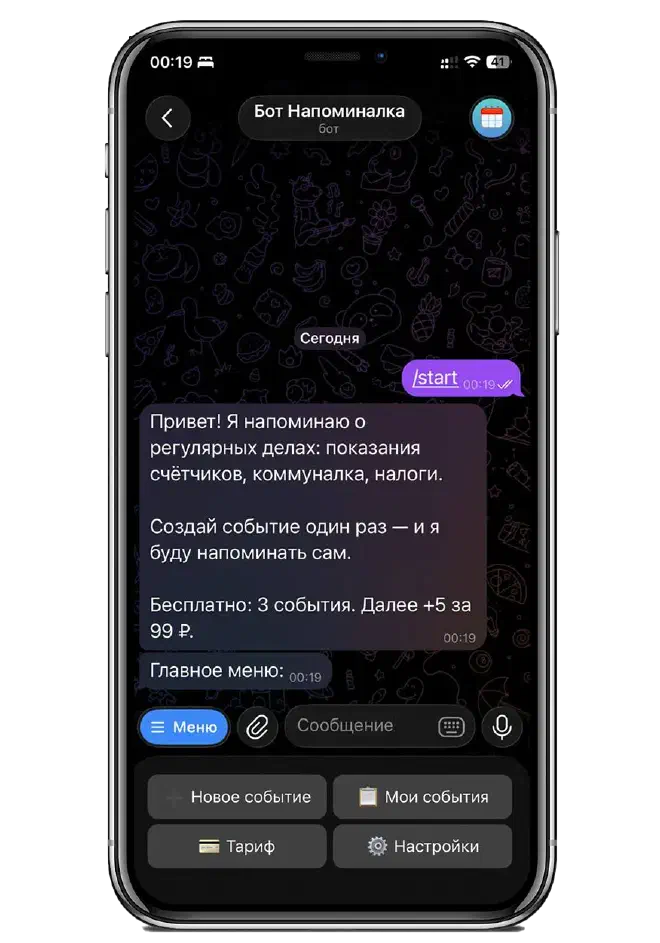 00:19
41
Бот Напоминалка
бот
Сегодня
/start 00:19
Привет! Я напоминаю о
регулярных делах: показания
счётчиков, коммуналка, налоги.
Создай событие один раз — и я
буду напоминать сам.
Бесплатно: 3 события. Далее +5 за
99 ₽.
00:19
Главное меню: 00:19
Меню
Сообщение
Новое событие
Мои события
Тариф
Настройки